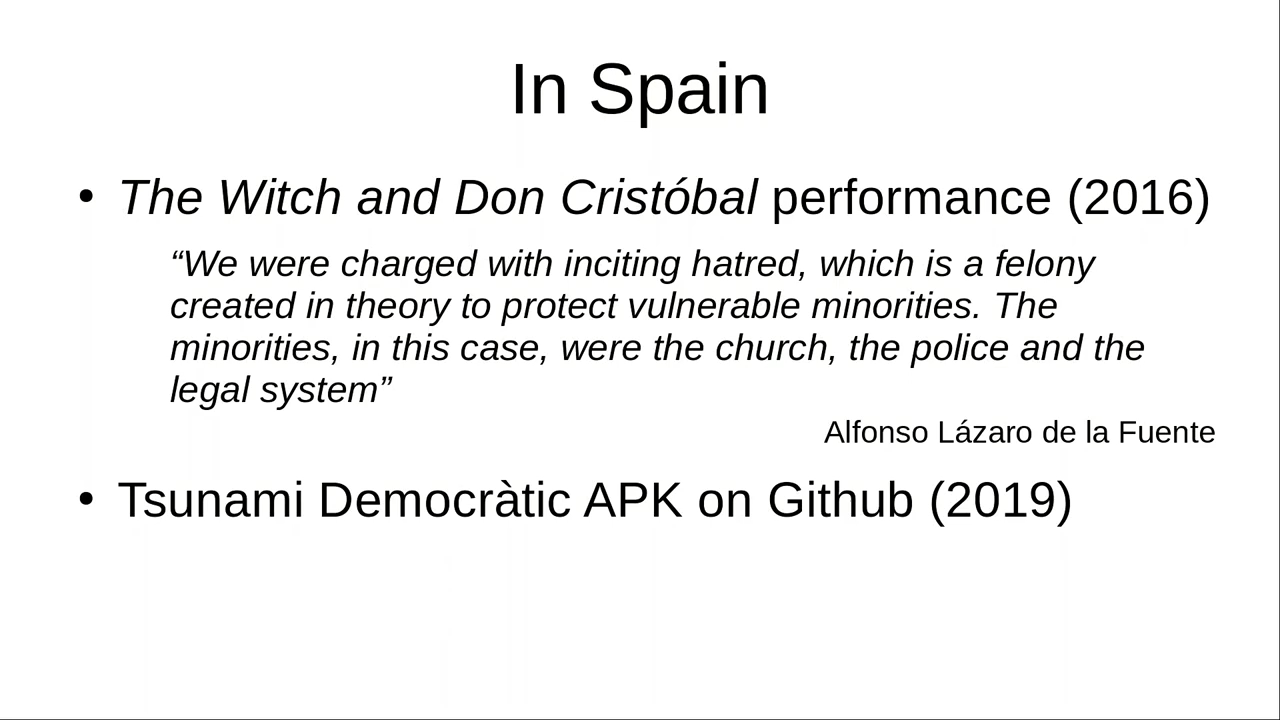 In Spain
• The Witch and Don Cristóbal performance (2016)
“We were charged with inciting hatred, which is a felony
created in theory to protect vulnerable minorities. The
minorities, in this case, were the church, the police and the
legal system”
Alfonso Lázaro de la Fuente
• Tsunami Democràtic APK on Github (2019)